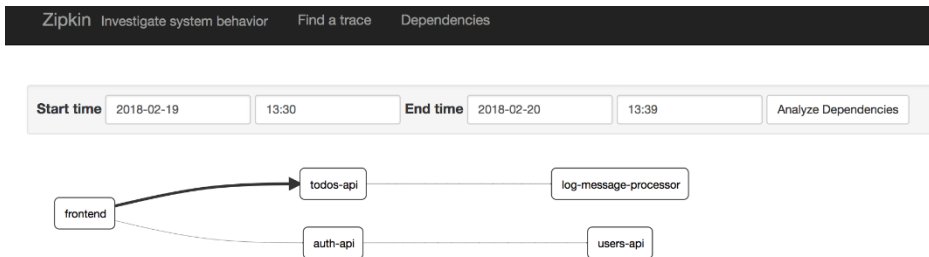 Zipkin Investigate system behavior Find a trace Dependencies
Start time 2018-02-19 13:30 End time 2018-02-20 13:39 Analyze Dependencies
todos-api log-message-processor
frontend
auth-api users-api